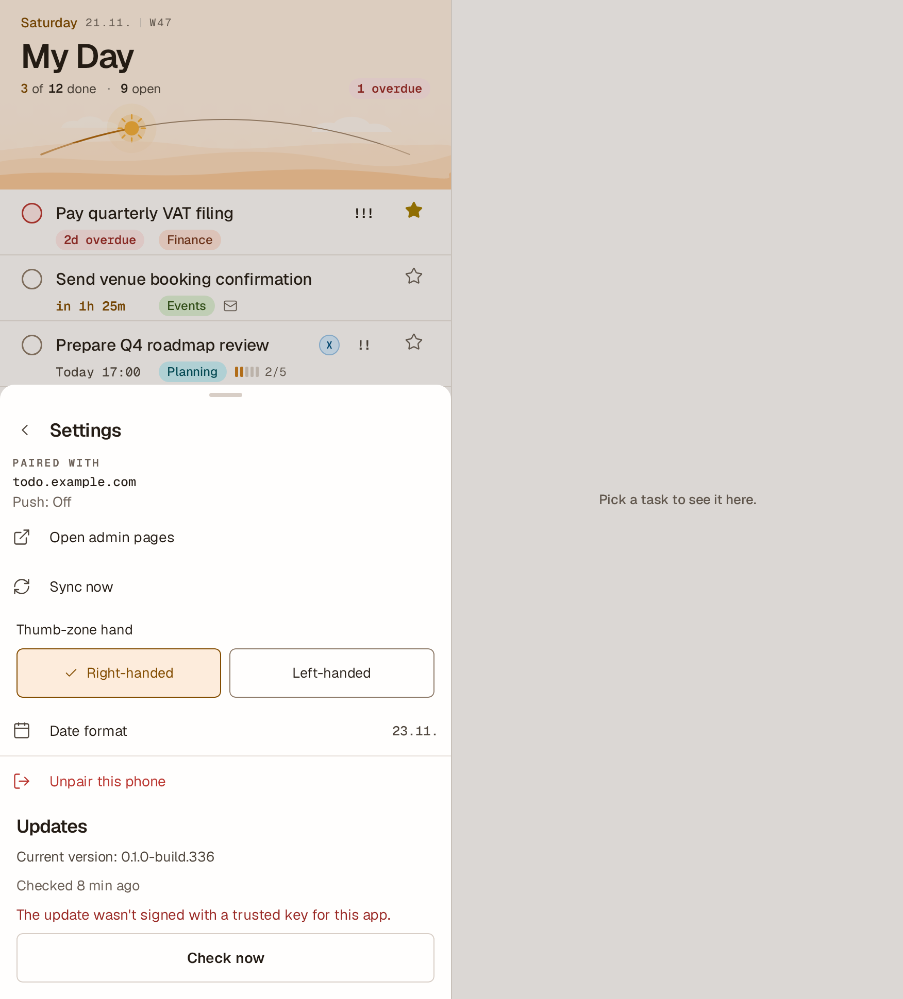 Saturday 21.11. | W47
My Day
3 of 12 done · 9 open
1 overdue
Pay quarterly VAT filing !!!
2d overdue Finance
Send venue booking confirmation
in 1h 25m Events
Prepare Q4 roadmap review X !!
Today 17:00 Planning 2/5
Pick a task to see it here.
Settings
PAIRED WITH
todo.example.com
Push: Off
Open admin pages
Sync now
Thumb-zone hand
Right-handed
Left-handed
Date format 23.11.
Unpair this phone
Updates
Current version: 0.1.0-build.336
Checked 8 min ago
The update wasn't signed with a trusted key for this app.
Check now